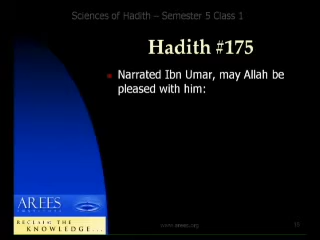 Sciences of Hadith – Semester 5 Class 1
Hadith #175
Narrated Ibn Umar, may Allah be
pleased with him:
AREES
INSTITUTE
RECLAIM THE
KNOWLEDGE...
www.arees.org